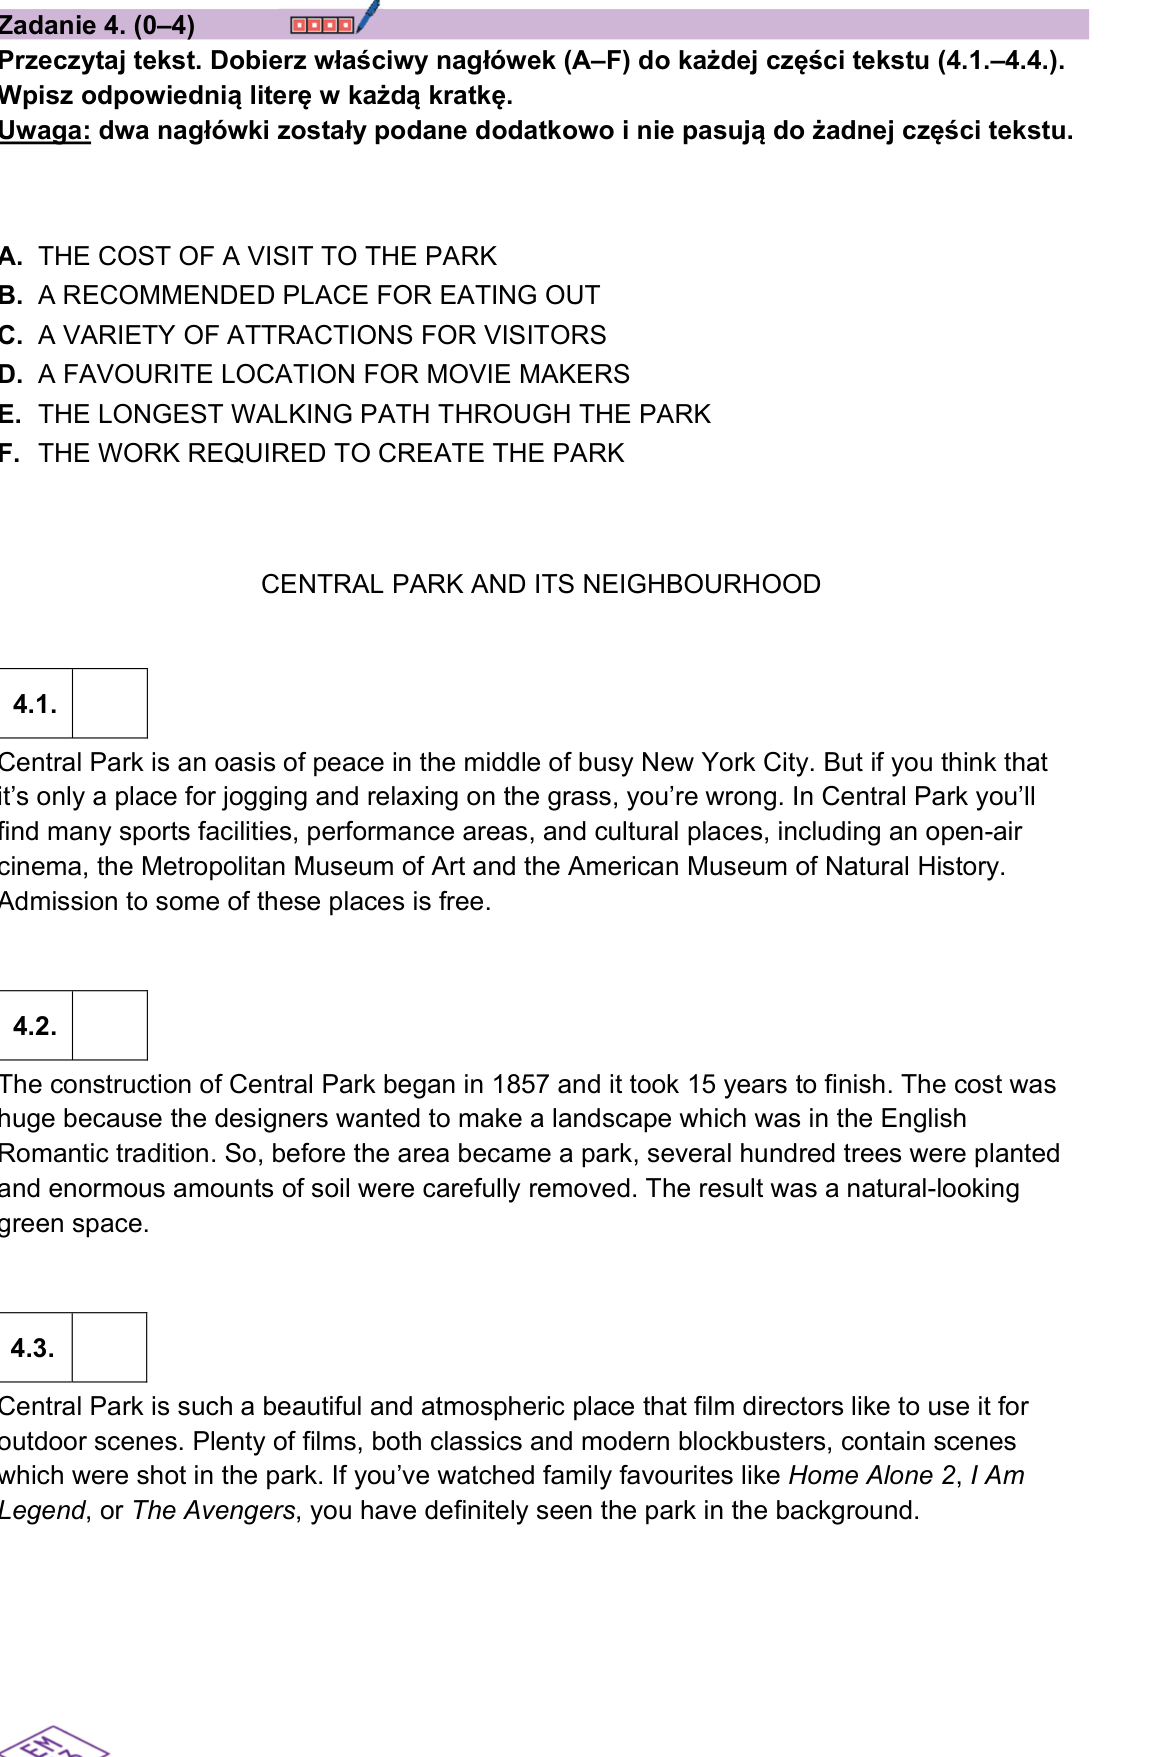 Zadanie 4. (0–4)
Przeczytaj tekst. Dobierz właściwy nagłówek (A–F) do każdej części tekstu (4.1.–4.4.).
Wpisz odpowiednią literę w każdą kratkę.
Uwaga: dwa nagłówki zostały podane dodatkowo i nie pasują do żadnej części tekstu.
A. THE COST OF A VISIT TO THE PARK
B. A RECOMMENDED PLACE FOR EATING OUT
C. A VARIETY OF ATTRACTIONS FOR VISITORS
D. A FAVOURITE LOCATION FOR MOVIE MAKERS
E. THE LONGEST WALKING PATH THROUGH THE PARK
F. THE WORK REQUIRED TO CREATE THE PARK
CENTRAL PARK AND ITS NEIGHBOURHOOD
4.1.
Central Park is an oasis of peace in the middle of busy New York City. But if you think that
it’s only a place for jogging and relaxing on the grass, you’re wrong. In Central Park you’ll
find many sports facilities, performance areas, and cultural places, including an open-air
cinema, the Metropolitan Museum of Art and the American Museum of Natural History.
Admission to some of these places is free.
4.2.
The construction of Central Park began in 1857 and it took 15 years to finish. The cost was
huge because the designers wanted to make a landscape which was in the English
Romantic tradition. So, before the area became a park, several hundred trees were planted
and enormous amounts of soil were carefully removed. The result was a natural-looking
green space.
4.3.
Central Park is such a beautiful and atmospheric place that film directors like to use it for
outdoor scenes. Plenty of films, both classics and modern blockbusters, contain scenes
which were shot in the park. If you’ve watched family favourites like Home Alone 2, I Am
Legend, or The Avengers, you have definitely seen the park in the background.